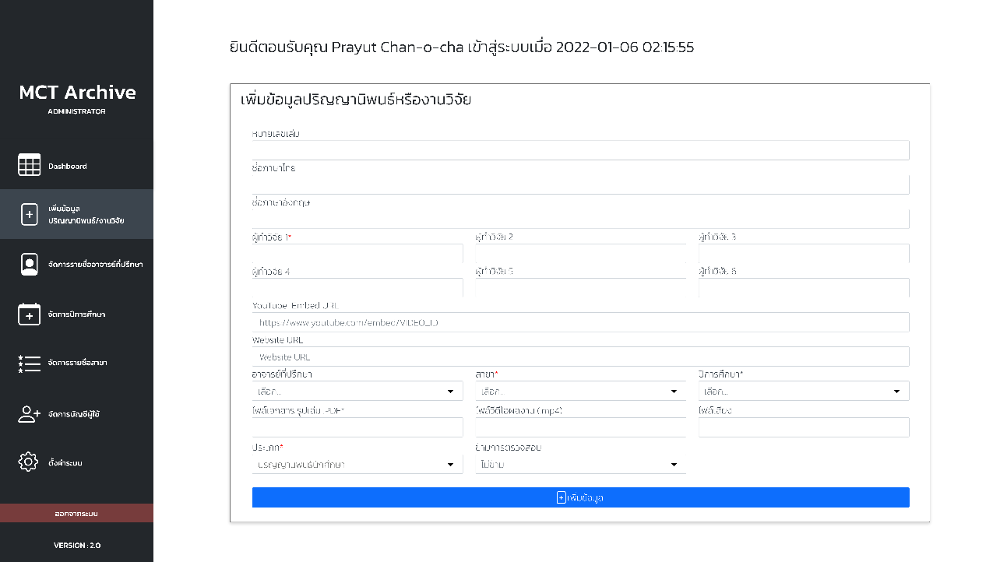 ยินดีตอนรับคุณ Prayut Chan-o-cha เข้าสู่ระบบเมื่อ 2022-01-06 02:15:55
MCT Archive
ADMINISTRATOR
Dashboard
เพิ่มข้อมูล
ปริญญานิพนธ์/งานวิจัย
จัดการรายชื่ออาจารย์ที่ปรึกษา
จัดการปีการศึกษา
จัดการรายชื่อสาขา
จัดการบัญชีผู้ใช้
ตั้งค่าระบบ
ออกจากระบบ
VERSION : 2.0
เพิ่มข้อมูลปริญญานิพนธ์หรืองานวิจัย
หมายเลขเล่ม
ชื่อภาษาไทย
ชื่อภาษาอังกฤษ
ผู้ทำวิจัย 1* ผู้ทำวิจัย 2 ผู้ทำวิจัย 3
ผู้ทำวิจัย 4 ผู้ทำวิจัย 5 ผู้ทำวิจัย 6
YouTube Embed URL
https://www.youtube.com/embed/VIDEO_ID
Website URL
Website URL
อาจารย์ที่ปรึกษา สาขา* ปีการศึกษา*
เลือก... เลือก... เลือก...
ไฟล์เอกสาร รูปเล่ม .PDF* ไฟล์วิดีโอผลงาน (.mp4) ไฟล์เสียง
ประเภท* ข้ามการตรวจสอบ
ปริญญานิพนธ์นักศึกษา ไม่ข้าม
เพิ่มข้อมูล